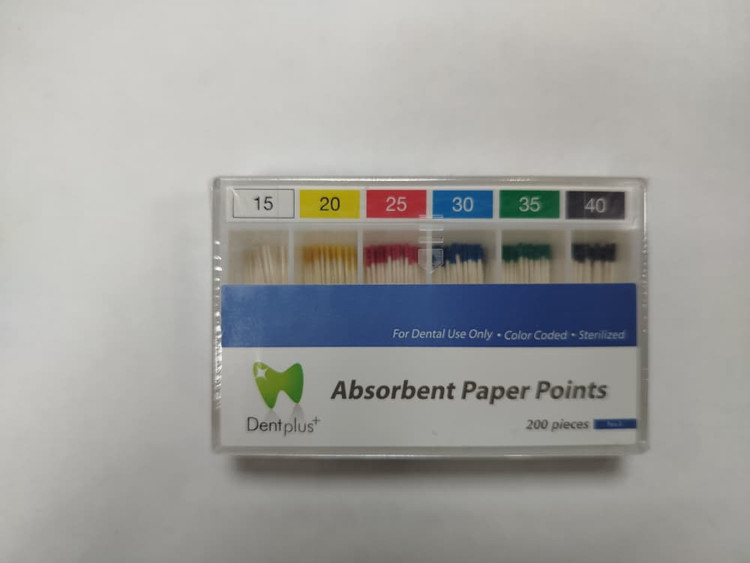 15 20 25 30 35 40
For Dental Use Only • Color Coded • Sterilized
Absorbent Paper Points
Dentplus+
200 pieces